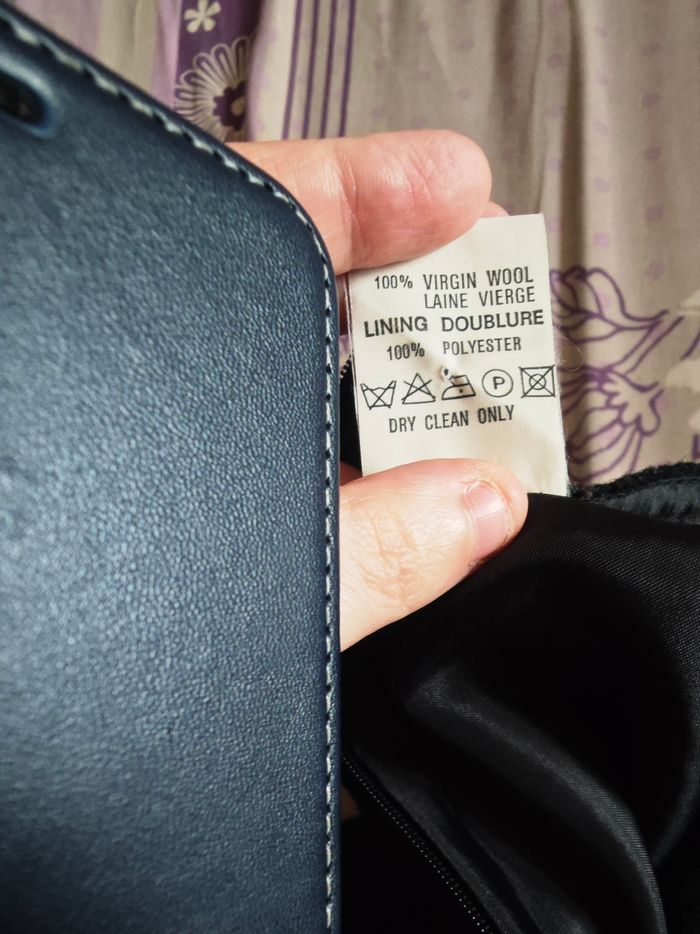 100% VIRGIN WOOL
LAINE VIERGE
LINING DOUBLURE
100% POLYESTER
P
DRY CLEAN ONLY